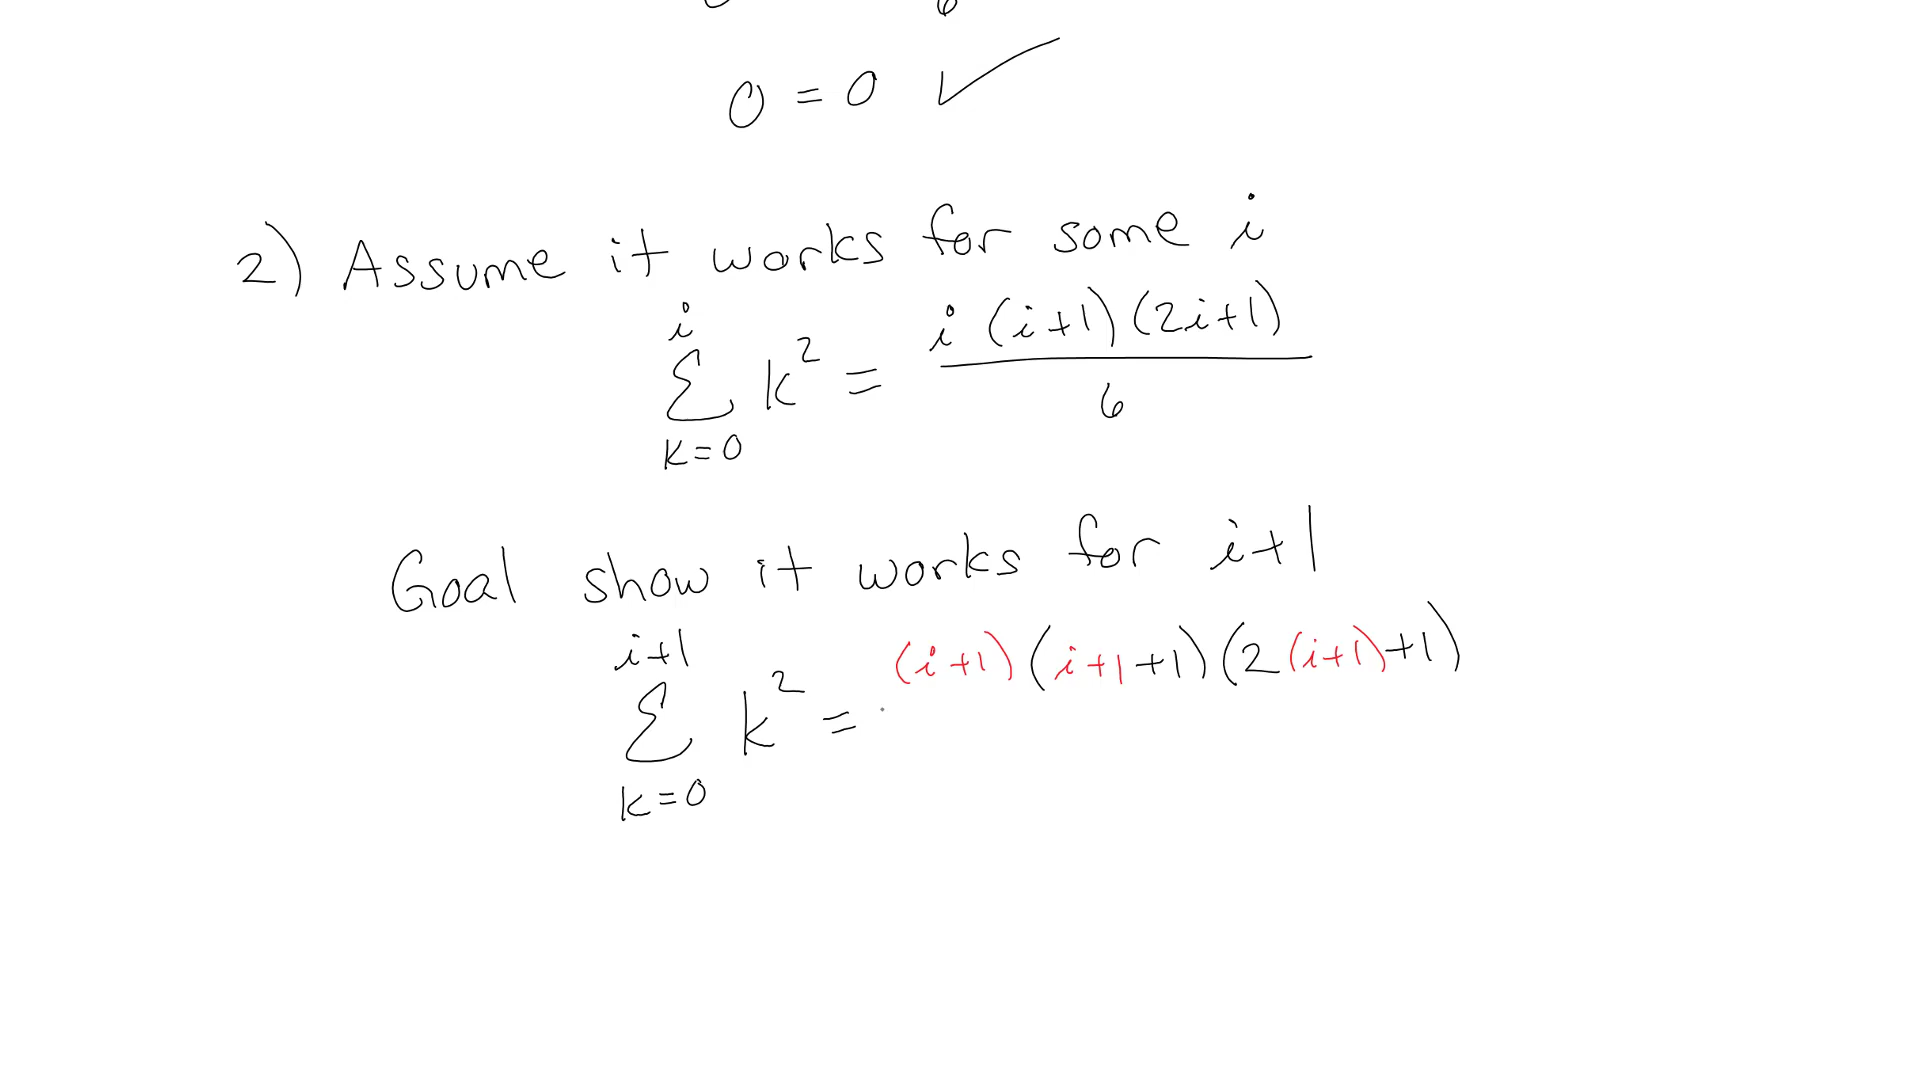 6
0 = 0 ✓
2) Assume it works for some i
i
Σ k² = i (i+1) (2i+1)
6
k=0
Goal show it works for i+1
i+1
Σ k² = (i+1) (i+1+1) (2(i+1)+1)
k=0